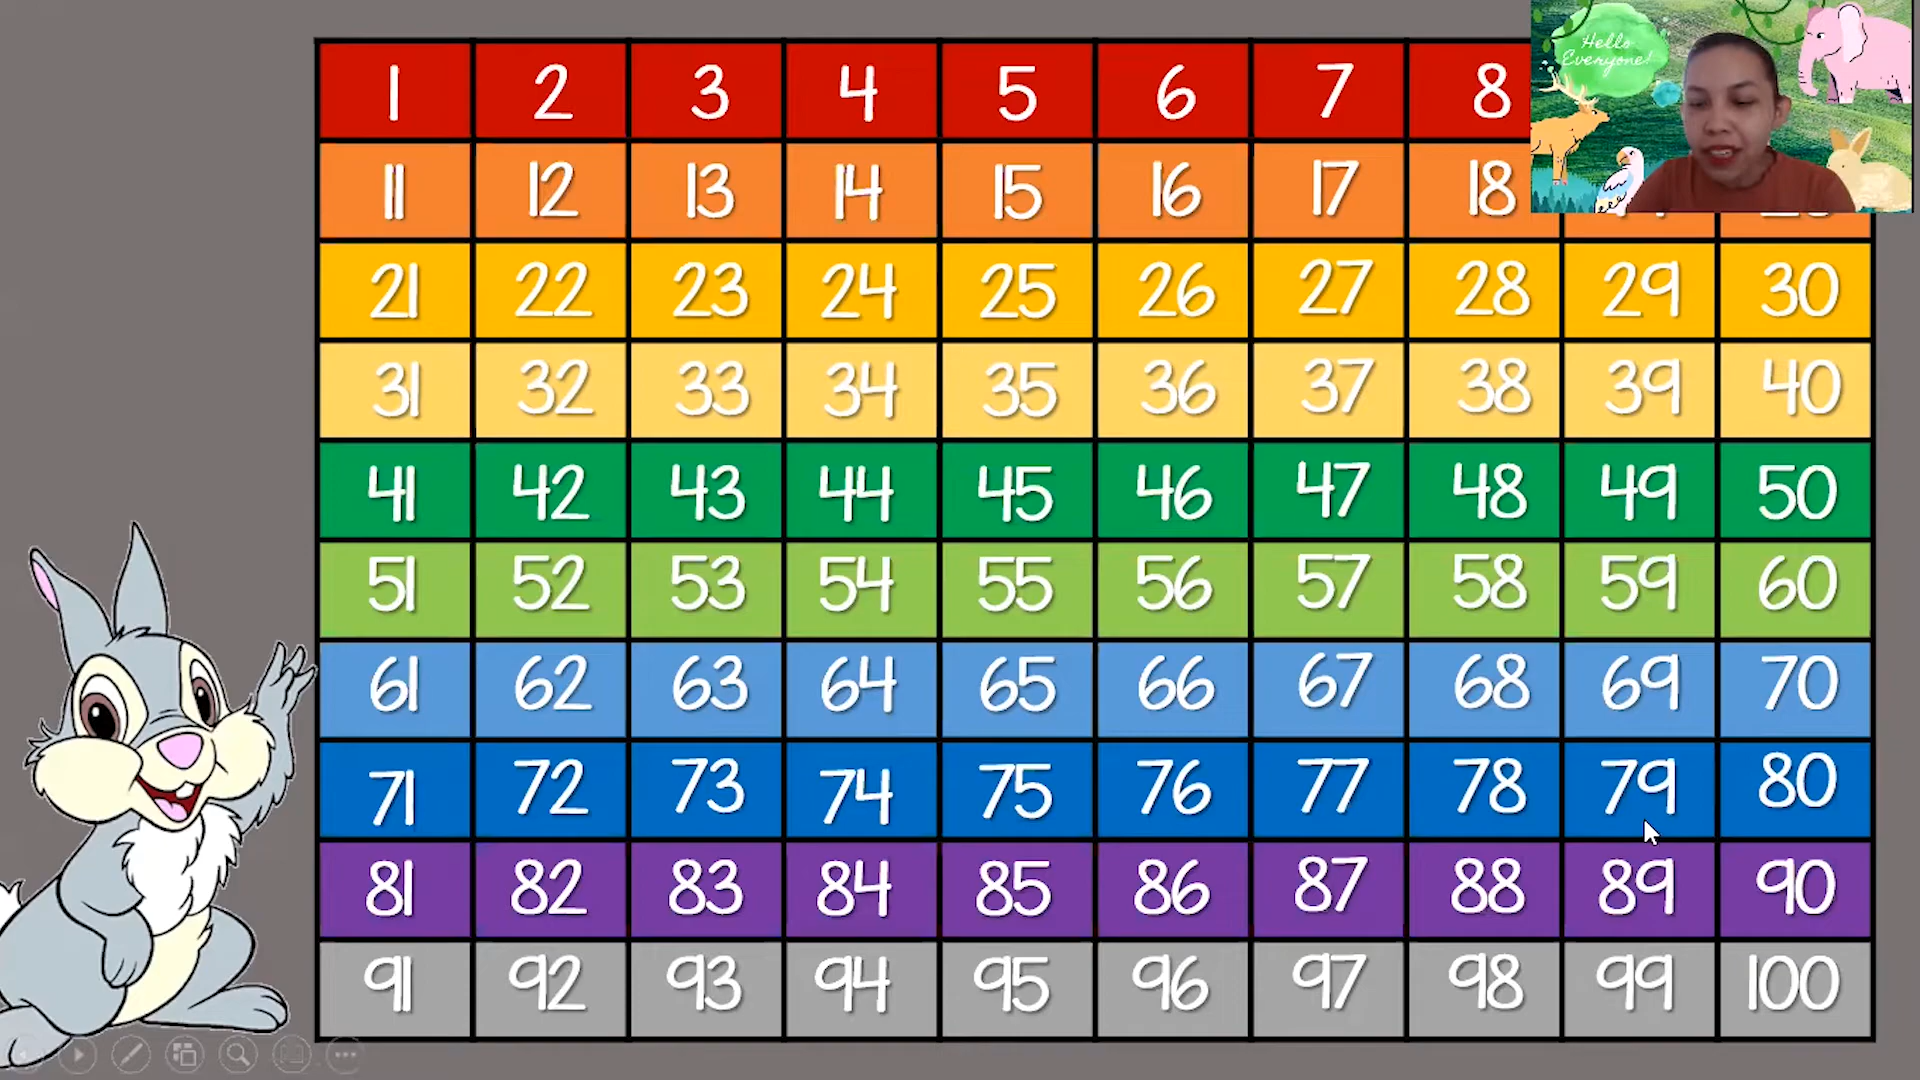 1 2 3 4 5 6 7 8
11 12 13 14 15 16 17 18
21 22 23 24 25 26 27 28 29 30
31 32 33 34 35 36 37 38 39 40
41 42 43 44 45 46 47 48 49 50
51 52 53 54 55 56 57 58 59 60
61 62 63 64 65 66 67 68 69 70
71 72 73 74 75 76 77 78 79 80
81 82 83 84 85 86 87 88 89 90
91 92 93 94 95 96 97 98 99 100
Hello
Everyone!